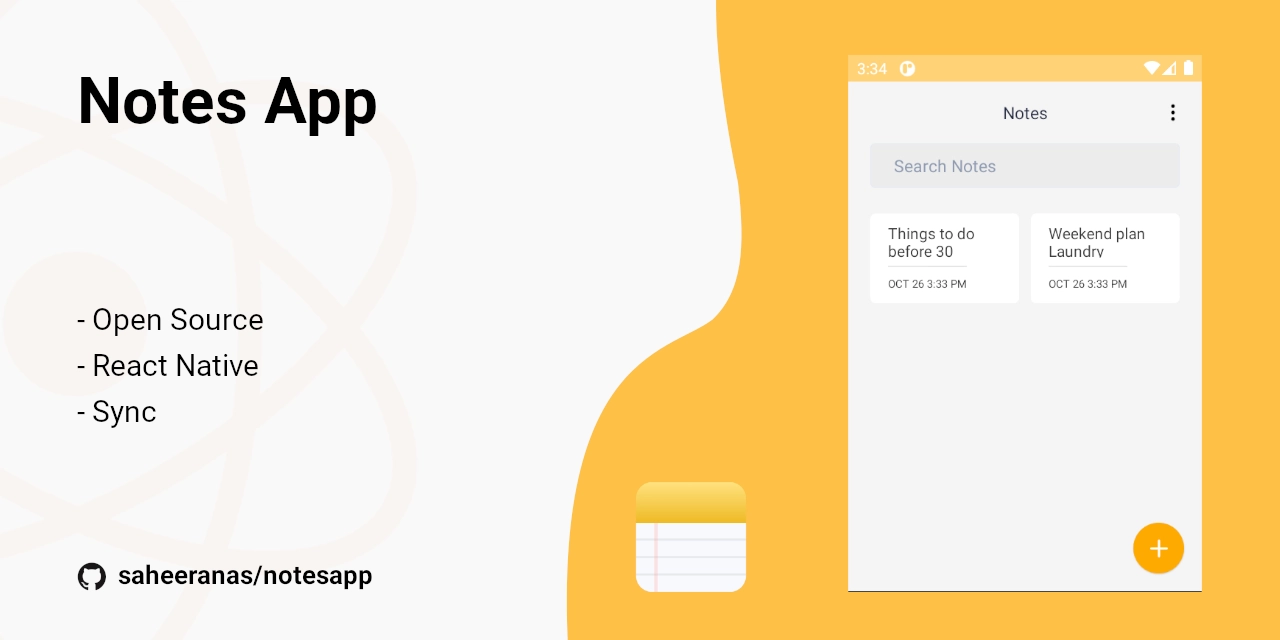 Notes App
- Open Source
- React Native
- Sync
saheeranas/notesapp
3:34
Notes
Search Notes
Things to do
before 30
OCT 26 3:33 PM
Weekend plan
Laundry
OCT 26 3:33 PM